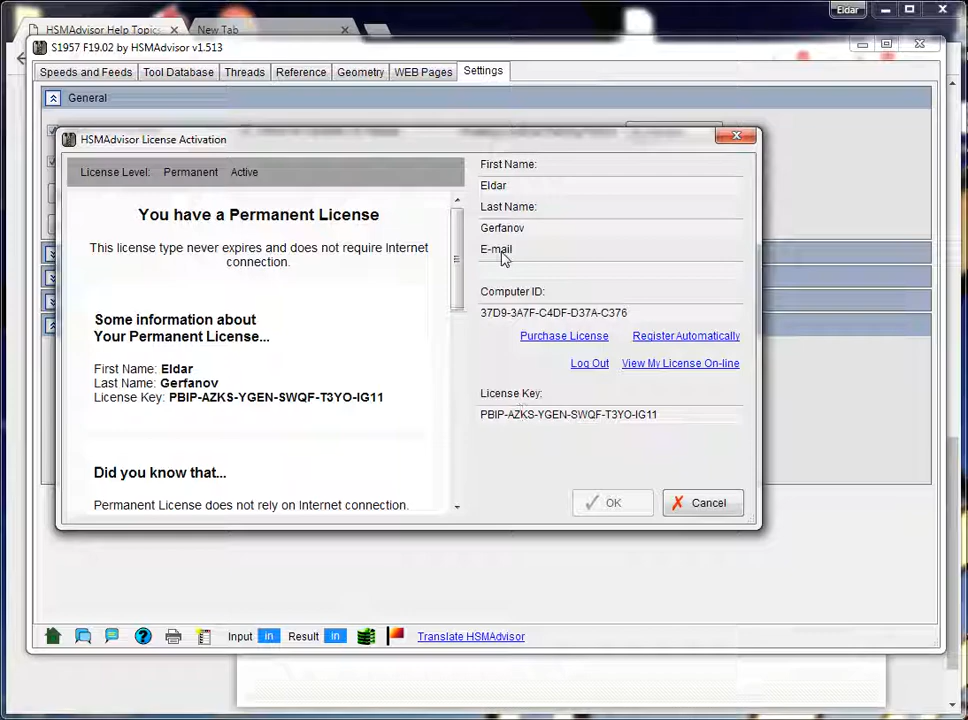 Eldar
HSMAdvisor Help Topics
New Tab
S1957 F19.02 by HSMAdvisor v1.513
Speeds and Feeds
Tool Database
Threads
Reference
Geometry
WEB Pages
Settings
General
HSMAdvisor License Activation
License Level: Permanent Active
You have a Permanent License
This license type never expires and does not require Internet
connection.
Some information about
Your Permanent License...
First Name: Eldar
Last Name: Gerfanov
License Key: PBIP-AZKS-YGEN-SWQF-T3YO-IG11
Did you know that...
Permanent License does not rely on Internet connection.
First Name:
Eldar
Last Name:
Gerfanov
E-mail
Computer ID:
37D9-3A7F-C4DF-D37A-C376
Purchase License
Register Automatically
Log Out
View My License On-line
License Key:
PBIP-AZKS-YGEN-SWQF-T3YO-IG11
OK
Cancel
Input in Result in
Translate HSMAdvisor